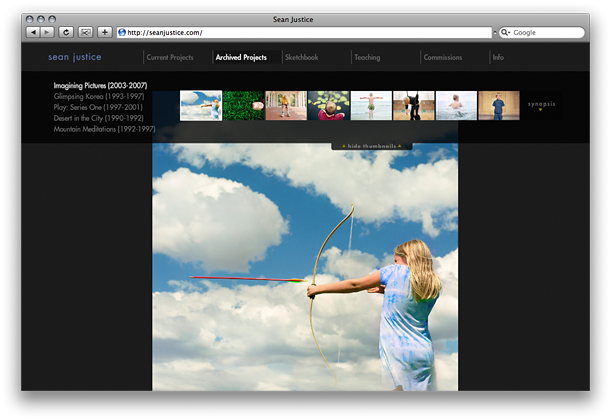 Sean Justice
http://seanjustice.com/
Google
sean justice
Current Projects
Archived Projects
Sketchbook
Teaching
Commissions
Info
Imagining Pictures (2003-2007)
Glimpsing Korea (1993-1997)
Play: Series One (1997-2001)
Desert in the City (1990-1992)
Mountain Meditations (1992-1997)
synopsis
hide thumbnails